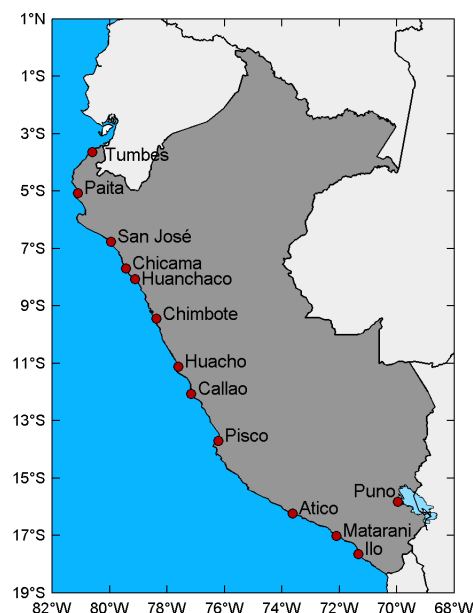 1°N
1°S
3°S
Tumbes
5°S
Paita
San José
7°S
Chicama
Huanchaco
9°S
Chimbote
11°S
Huacho
Callao
13°S
Pisco
15°S
Puno
Atico
17°S
Matarani
Ilo
19°S
82°W 80°W 78°W 76°W 74°W 72°W 70°W 68°W